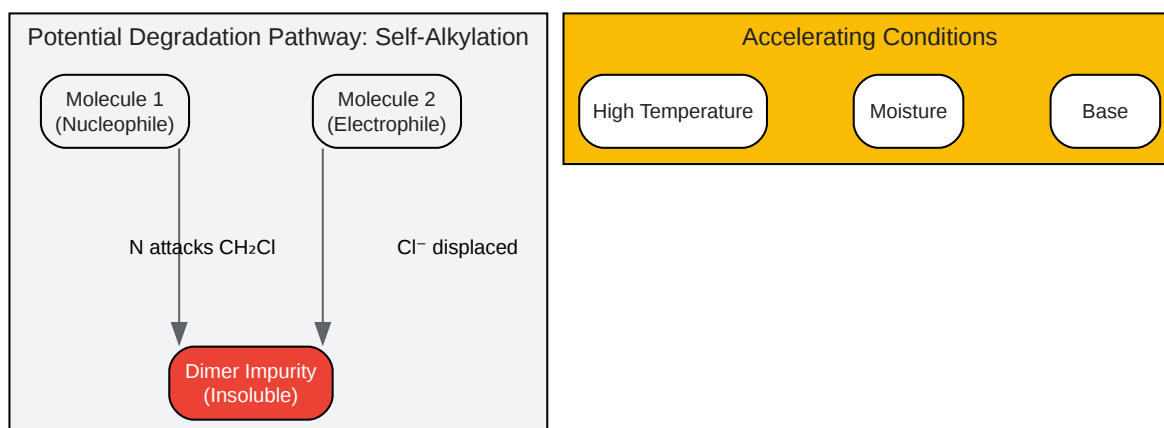 Potential Degradation Pathway: Self-Alkylation
Molecule 1
(Nucleophile)
Molecule 2
(Electrophile)
N attacks CH₂Cl
Cl⁻ displaced
Dimer Impurity
(Insoluble)
Accelerating Conditions
High Temperature
Moisture
Base